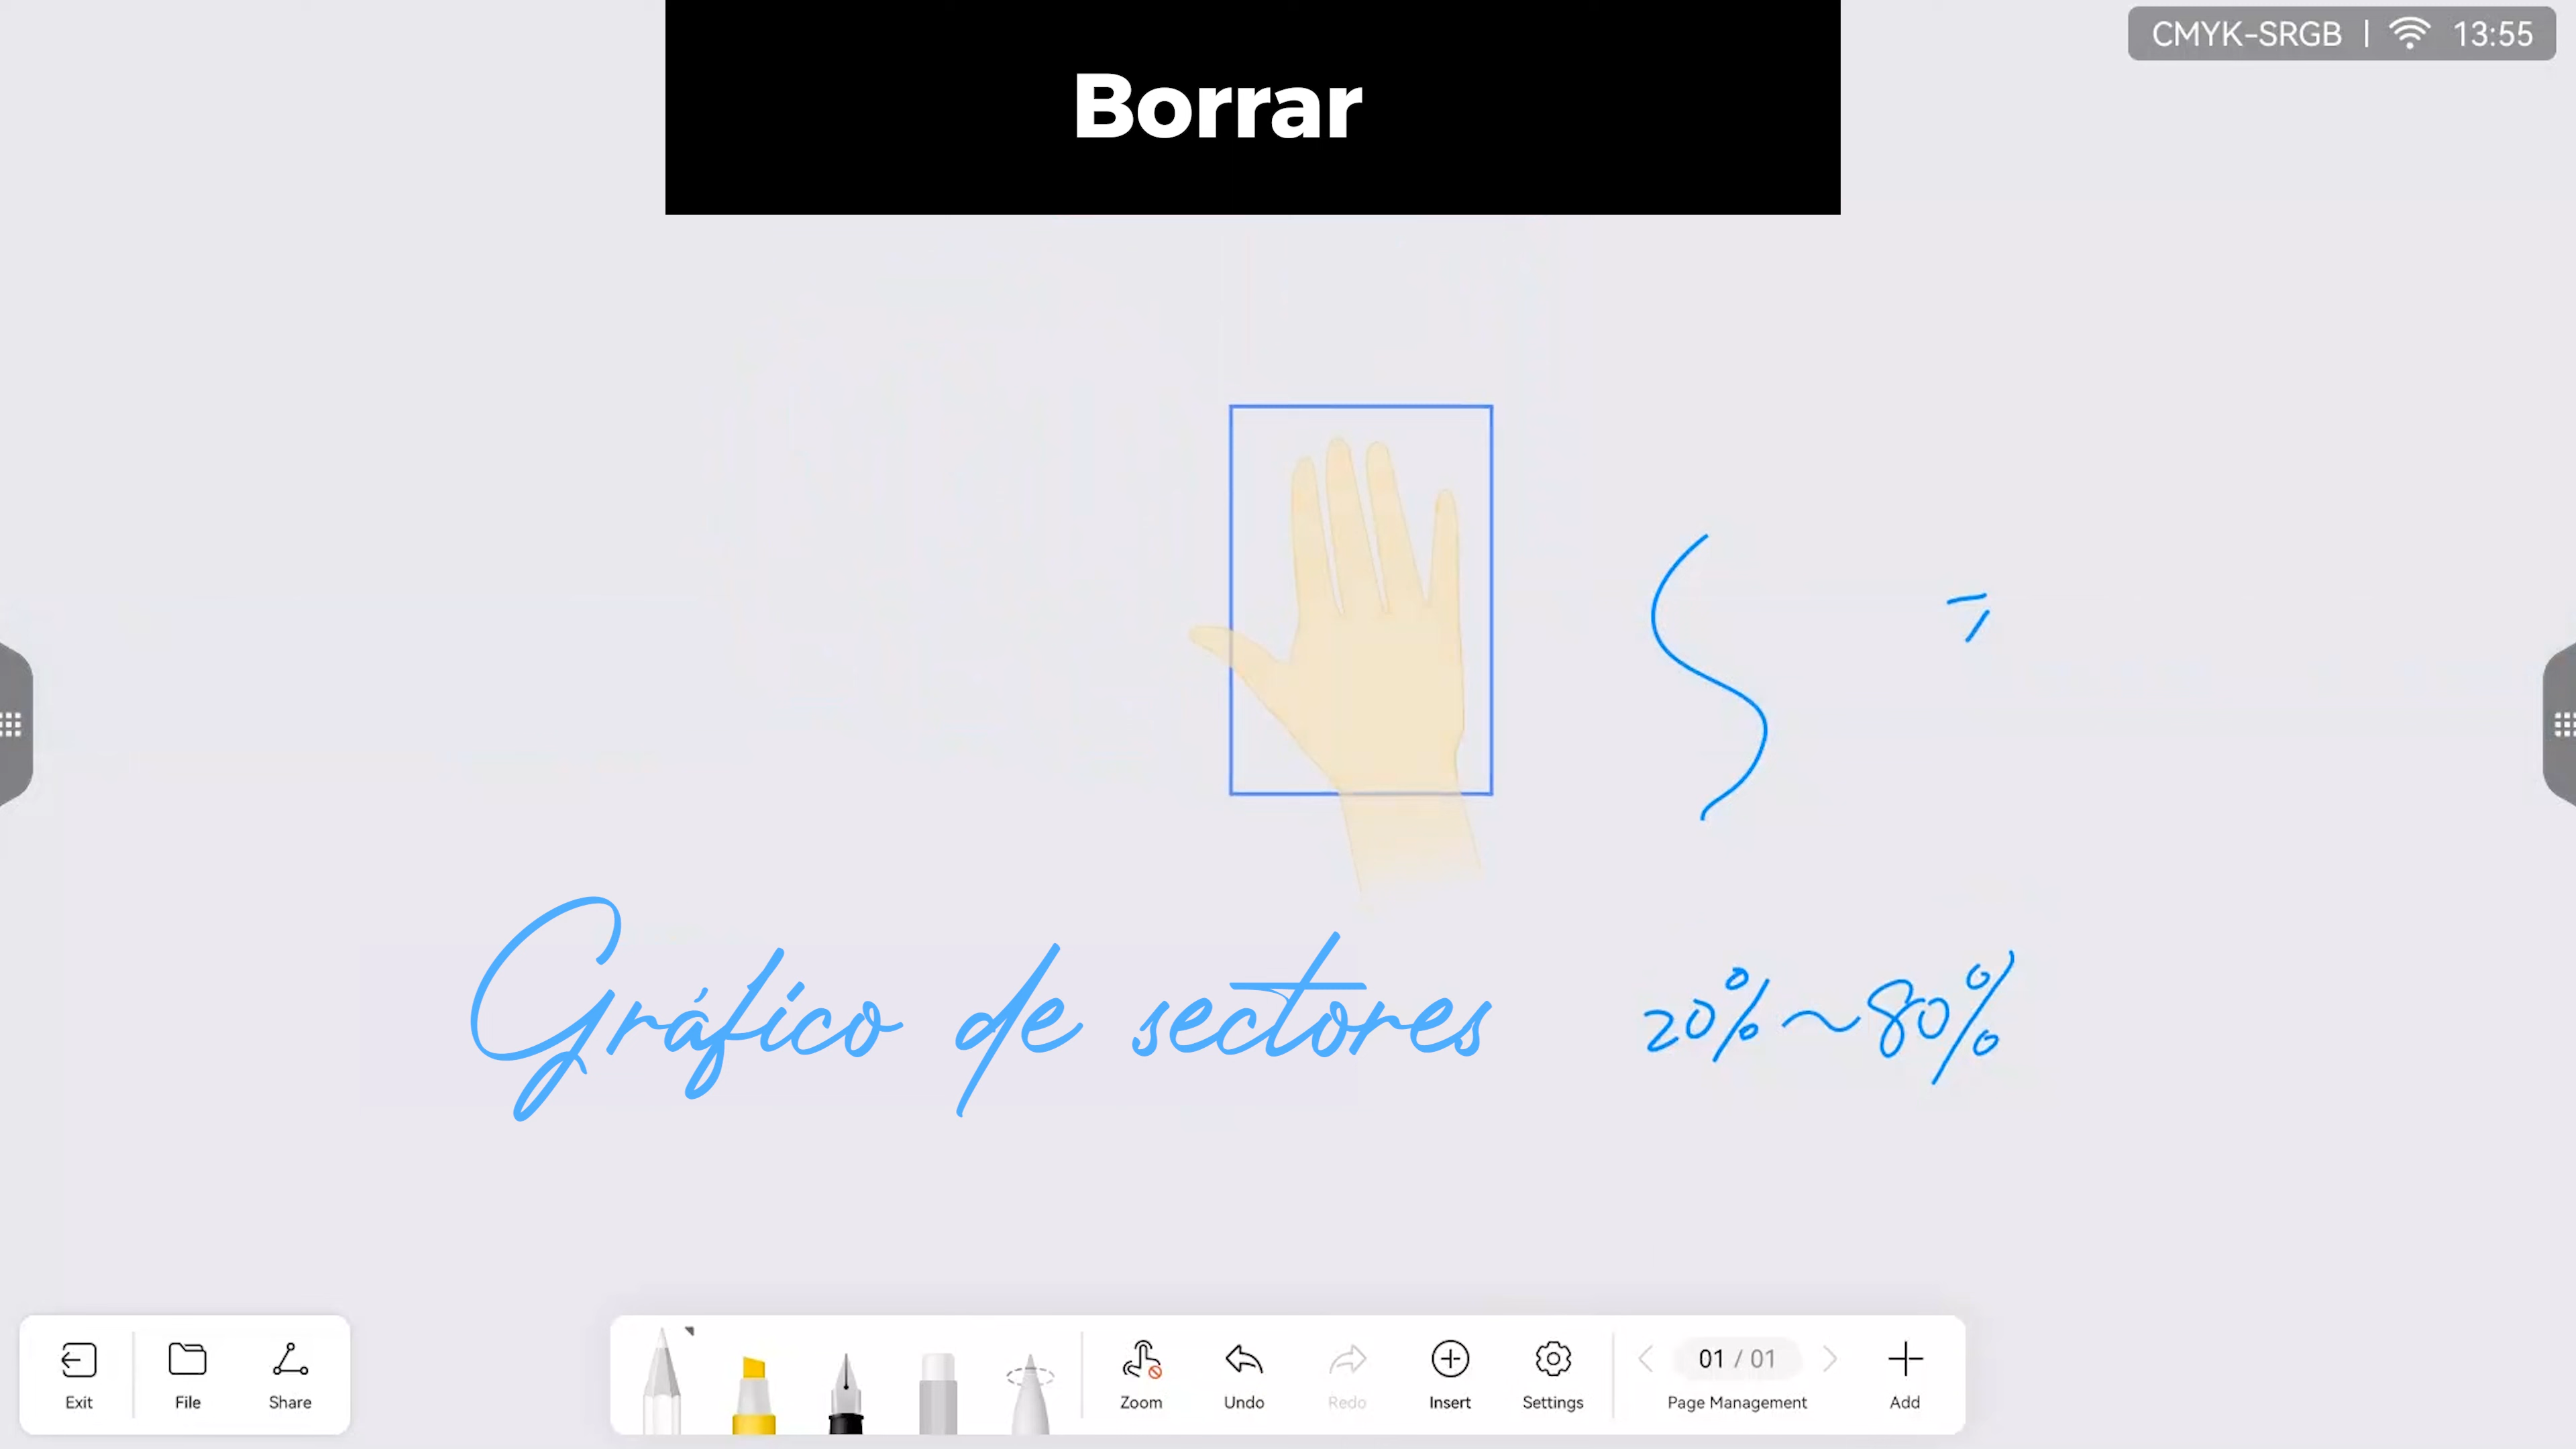 Borrar
CMYK-SRGB | 13:55
Gráfico de sectores
20%~80%
Exit
File
Share
Zoom
Undo
Redo
Insert
Settings
01 / 01
Page Management
Add